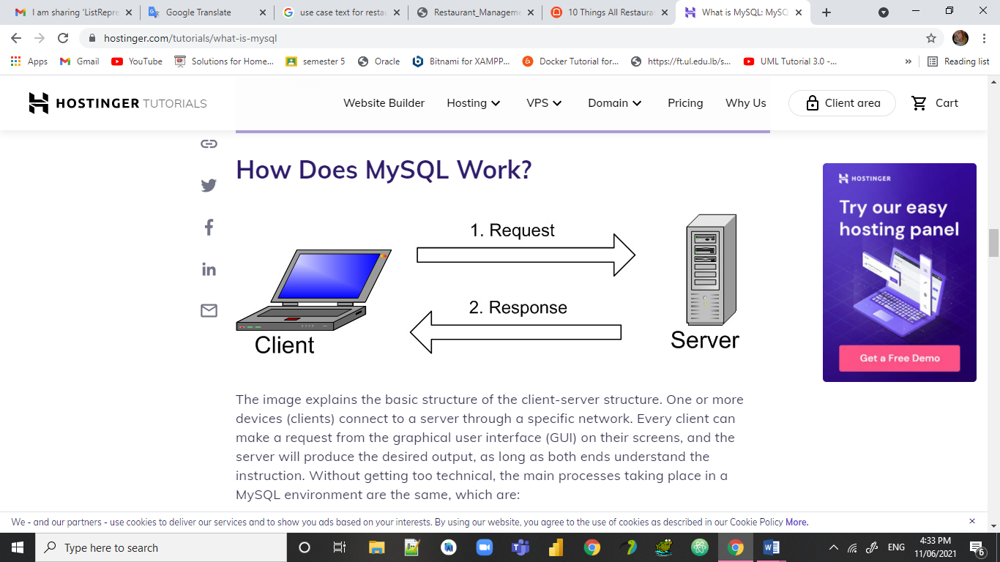 I am sharing 'ListRepre
Google Translate
use case text for restau
Restaurant_Manageme
10 Things All Restaura
What is MySQL: MySQ
hostinger.com/tutorials/what-is-mysql
Apps
Gmail
YouTube
Solutions for Home...
semester 5
Oracle
Bitnami for XAMPP...
Docker Tutorial for...
https://ft.ul.edu.lb/s...
UML Tutorial 3.0 -...
»
Reading list
HOSTINGER TUTORIALS
Website Builder
Hosting
VPS
Domain
Pricing
Why Us
Client area
Cart
How Does MySQL Work?
1. Request
2. Response
Client
Server
HOSTINGER
Try our easy
hosting panel
Get a Free Demo
The image explains the basic structure of the client-server structure. One or more
devices (clients) connect to a server through a specific network. Every client can
make a request from the graphical user interface (GUI) on their screens, and the
server will produce the desired output, as long as both ends understand the
instruction. Without getting too technical, the main processes taking place in a
MySQL environment are the same, which are:
We - and our partners - use cookies to deliver our services and to show you ads based on your interests. By using our website, you agree to the use of cookies as described in our Cookie Policy More.
Type here to search
ENG
4:33 PM
11/06/2021
6